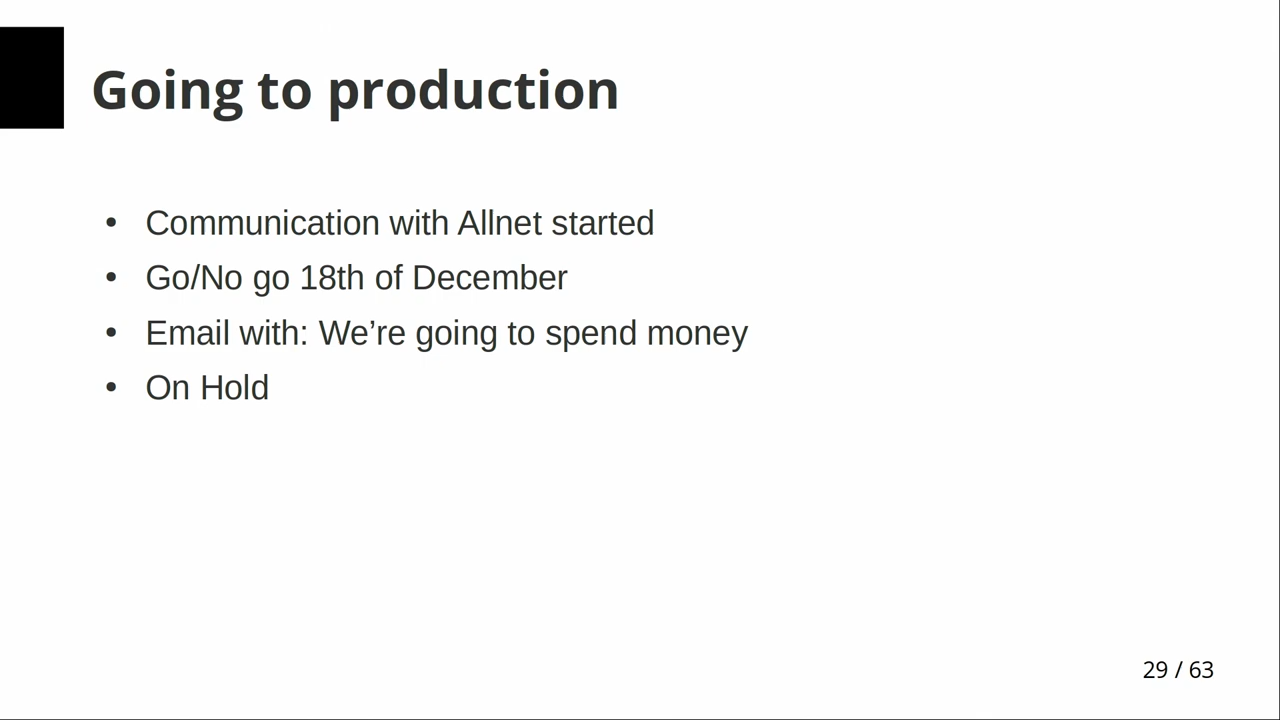 Going to production
• Communication with Allnet started
• Go/No go 18th of December
• Email with: We’re going to spend money
• On Hold
29 / 63